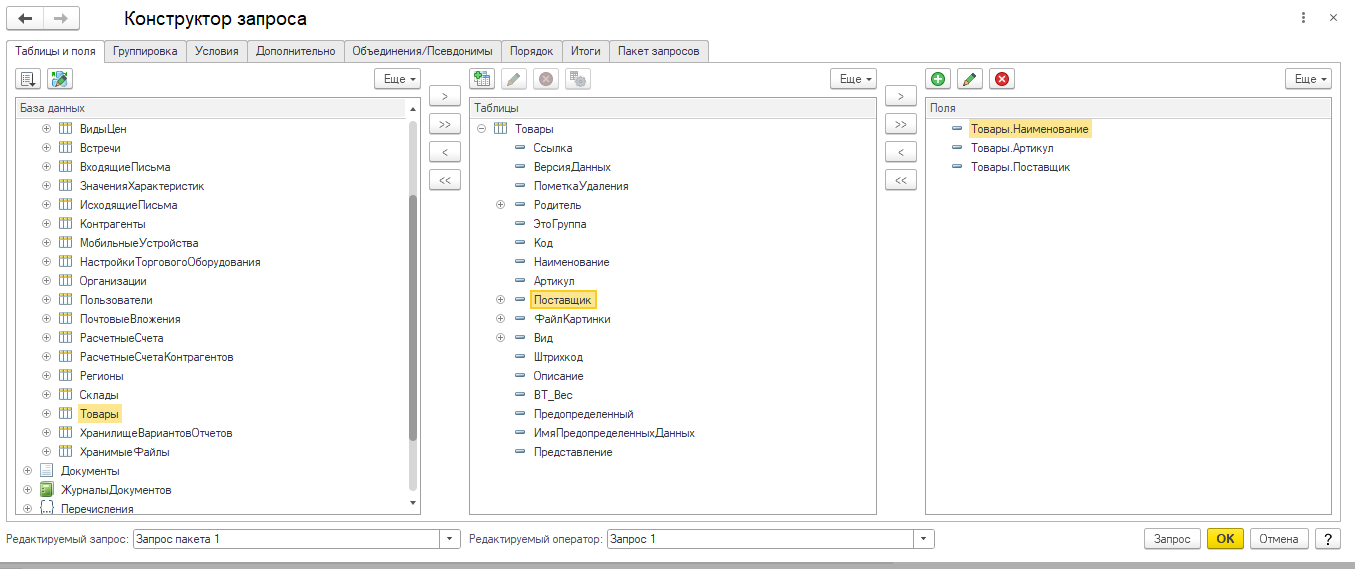 Конструктор запроса
Таблицы и поля Группировка Условия Дополнительно Объединения/Псевдонимы Порядок Итоги Пакет запросов
Еще
База данных
ВидыЦен
Встречи
ВходящиеПисьма
ЗначенияХарактеристик
ИсходящиеПисьма
Контрагенты
МобильныеУстройства
НастройкиТорговогоОборудования
Организации
Пользователи
ПочтовыеВложения
РасчетныеСчета
РасчетныеСчетаКонтрагентов
Регионы
Склады
Товары
ХранилищеВариантовОтчетов
ХранимыеФайлы
Документы
ЖурналыДокументов
Перечисления
>
>>
<
<<
Еще
Таблицы
Товары
Ссылка
ВерсияДанных
ПометкаУдаления
Родитель
ЭтоГруппа
Код
Наименование
Артикул
Поставщик
ФайлКартинки
Вид
Штрихкод
Описание
ВТ_Вес
Предопределенный
ИмяПредопределенныхДанных
Представление
>
>>
<
<<
Еще
Поля
Товары.Наименование
Товары.Артикул
Товары.Поставщик
Редактируемый запрос: Запрос пакета 1 Редактируемый оператор: Запрос 1 Запрос ОК Отмена ?